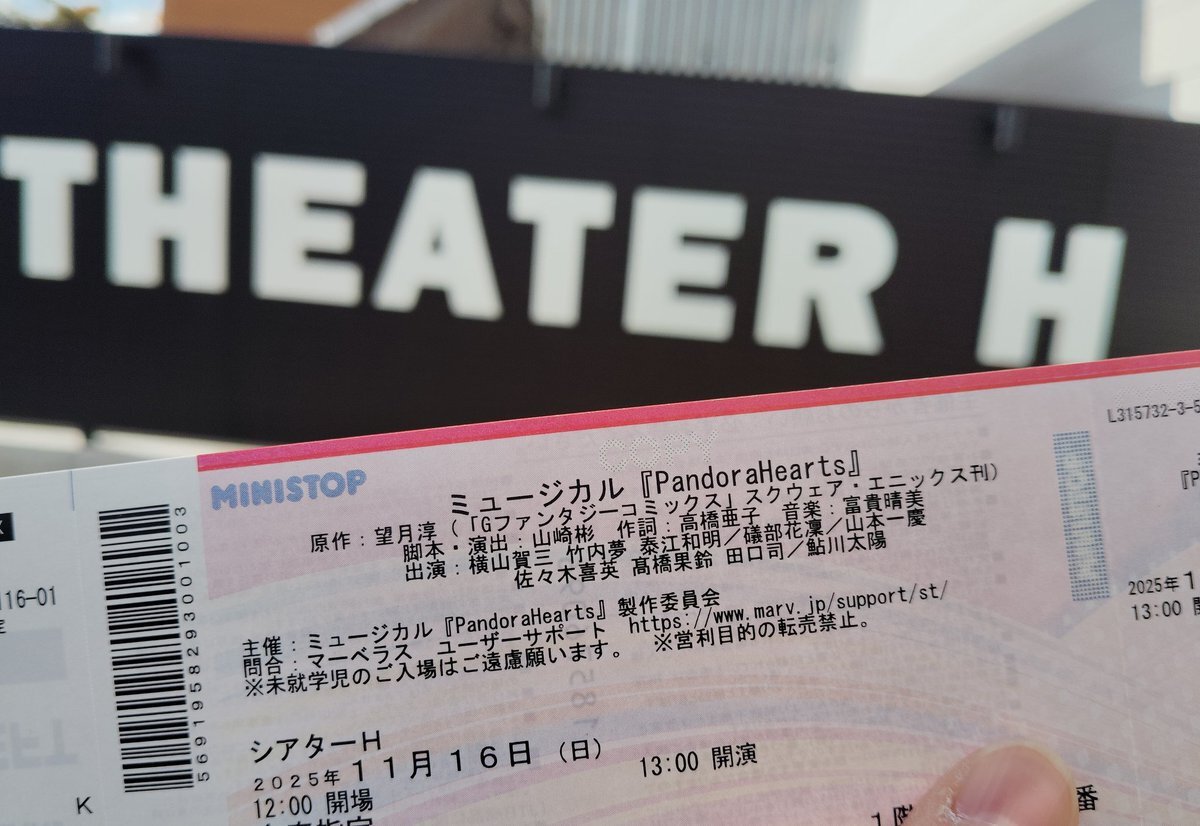 THEATER H
COPY
L315732-3-5
MINISTOP
ミュージカル『PandoraHearts』
原作：望月淳（「Gファンタジーコミックス」スクウェア・エニックス刊）
脚本・演出：山崎彬　作詞：高橋亜子　音楽：富貴晴美
出演：横山賀三 竹内夢 泰江和明／礒部花凜／山本一慶
佐々木喜英 髙橋果鈴 田口司／鮎川太陽
主催：ミュージカル『PandoraHearts』製作委員会
問合：マーベラス　ユーザーサポート　https://www.marv.jp/support/st/
※未就学児のご入場はご遠慮願います。　※営利目的の転売禁止。
シアターH
2025年11月16日（日）　13:00 開演
12:00 開場
1階
番
5691958293001003
116-01
K
『P
2025年1
13:00